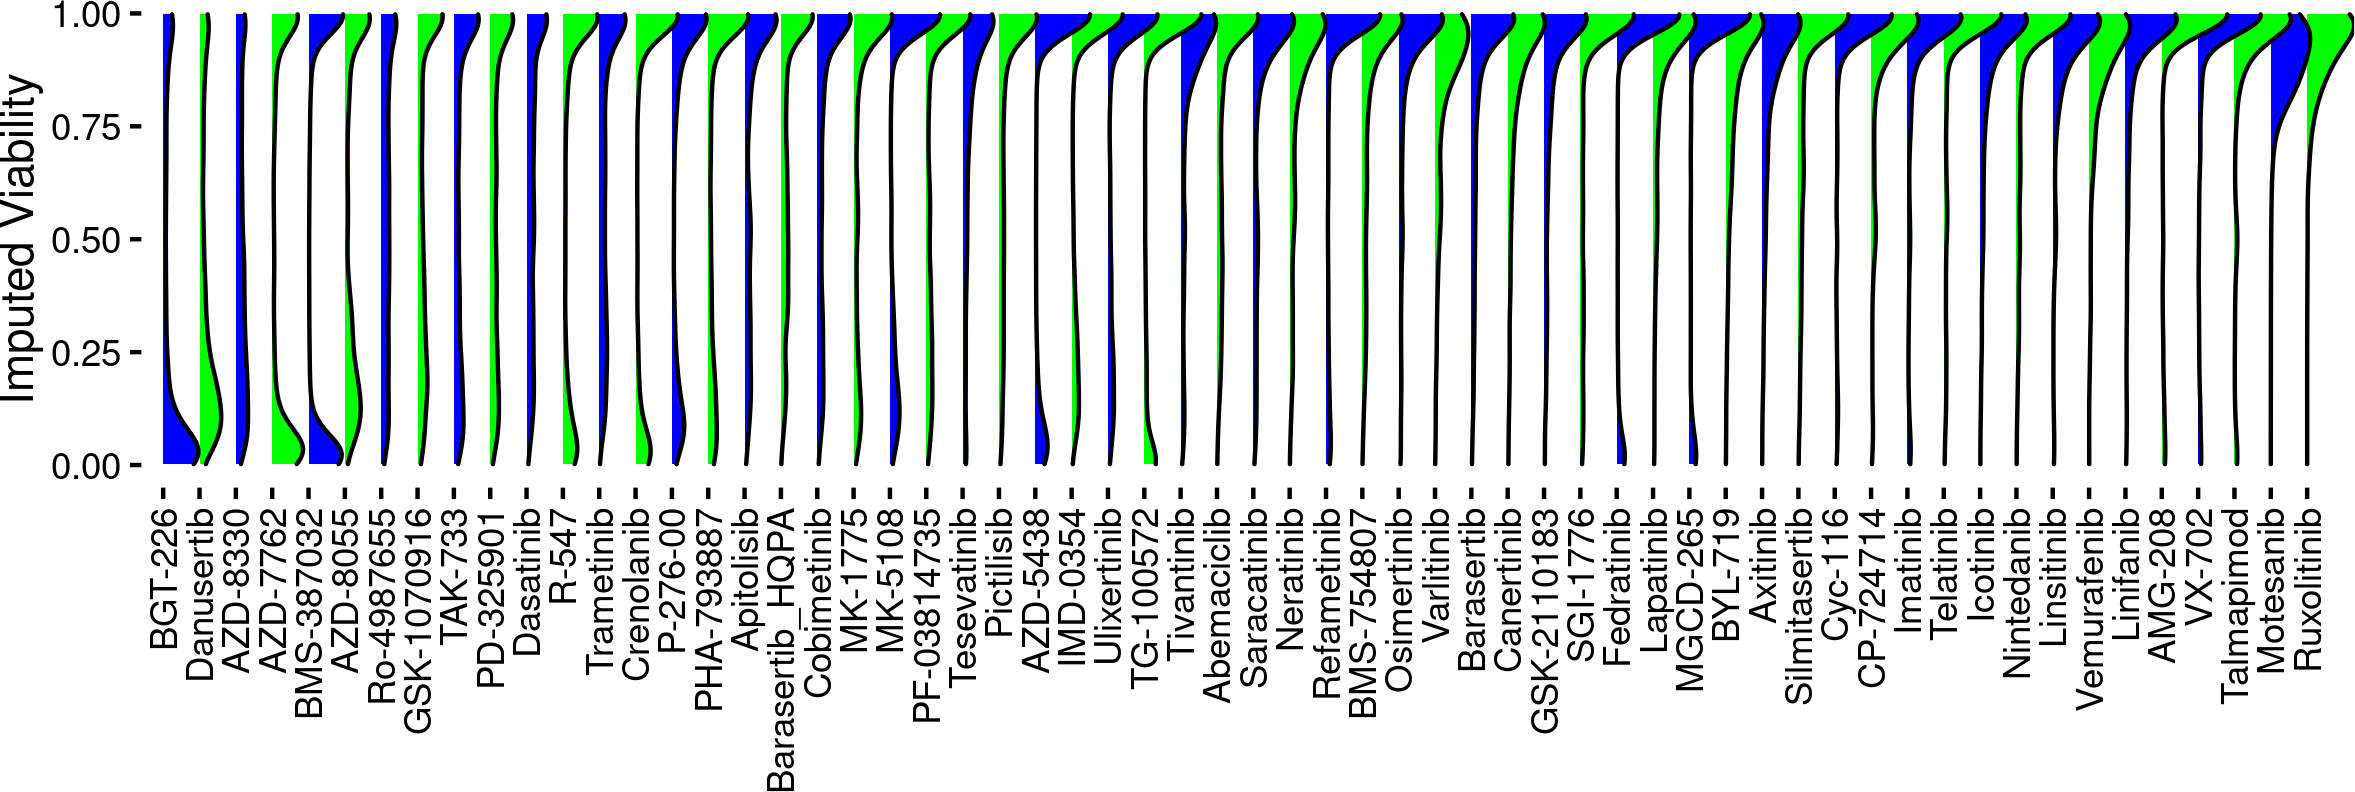 Imputed Viability
1.00
0.75
0.50
0.25
0.00
BGT-226
Danusertib
AZD-8330
AZD-7762
BMS-387032
AZD-8055
Ro-4987655
GSK-1070916
TAK-733
PD-325901
Dasatinib
R-547
Trametinib
Crenolanib
P-276-00
PHA-793887
Apitolisib
Barasertib_HQPA
Cobimetinib
MK-1775
MK-5108
PF-03814735
Tesevatinib
Pictilisib
AZD-5438
IMD-0354
Ulixertinib
TG-100572
Tivantinib
Abemaciclib
Saracatinib
Neratinib
Refametinib
BMS-754807
Osimertinib
Varlitinib
Barasertib
Canertinib
GSK-2110183
SGI-1776
Fedratinib
Lapatinib
MGCD-265
BYL-719
Axitinib
Silmitasertib
Cyc-116
CP-724714
Imatinib
Telatinib
Icotinib
Nintedanib
Linsitinib
Vemurafenib
Linifanib
AMG-208
VX-702
Talmapimod
Motesanib
Ruxolitinib